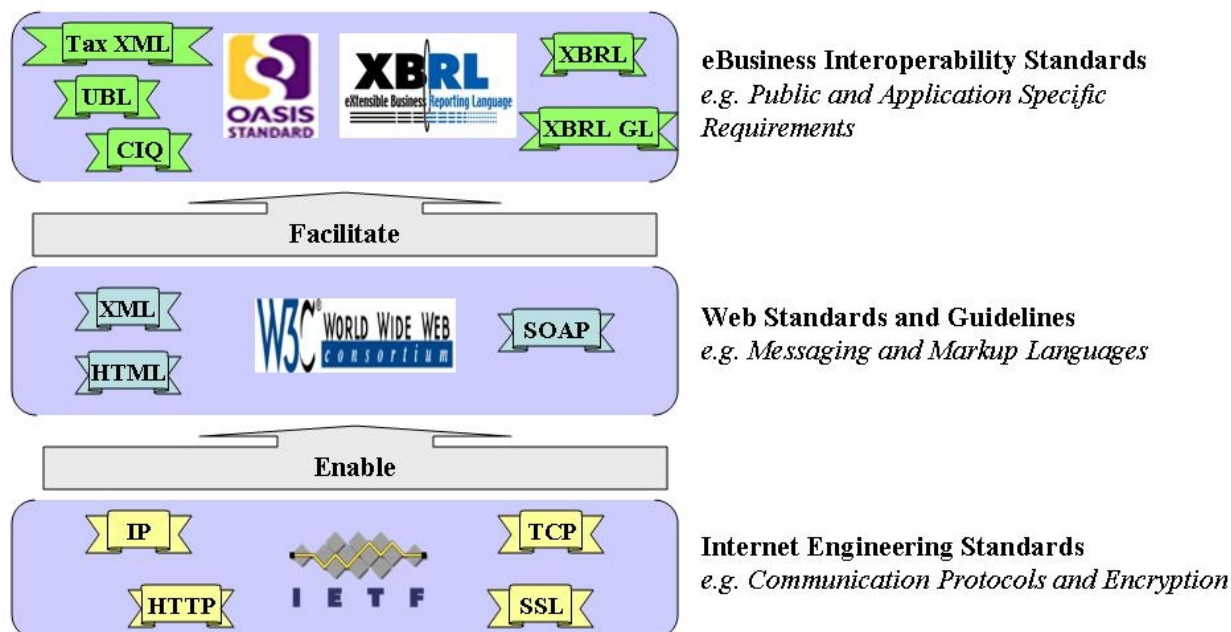 Tax XML
UBL
CIQ
OASIS
STANDARD
XBRL
eXtensible Business Reporting Language
XBRL
XBRL GL
eBusiness Interoperability Standards
e.g. Public and Application Specific
Requirements
Facilitate
XML
HTML
W3C® WORLD WIDE WEB
consortium
SOAP
Web Standards and Guidelines
e.g. Messaging and Markup Languages
Enable
IP
HTTP
IETF
TCP
SSL
Internet Engineering Standards
e.g. Communication Protocols and Encryption